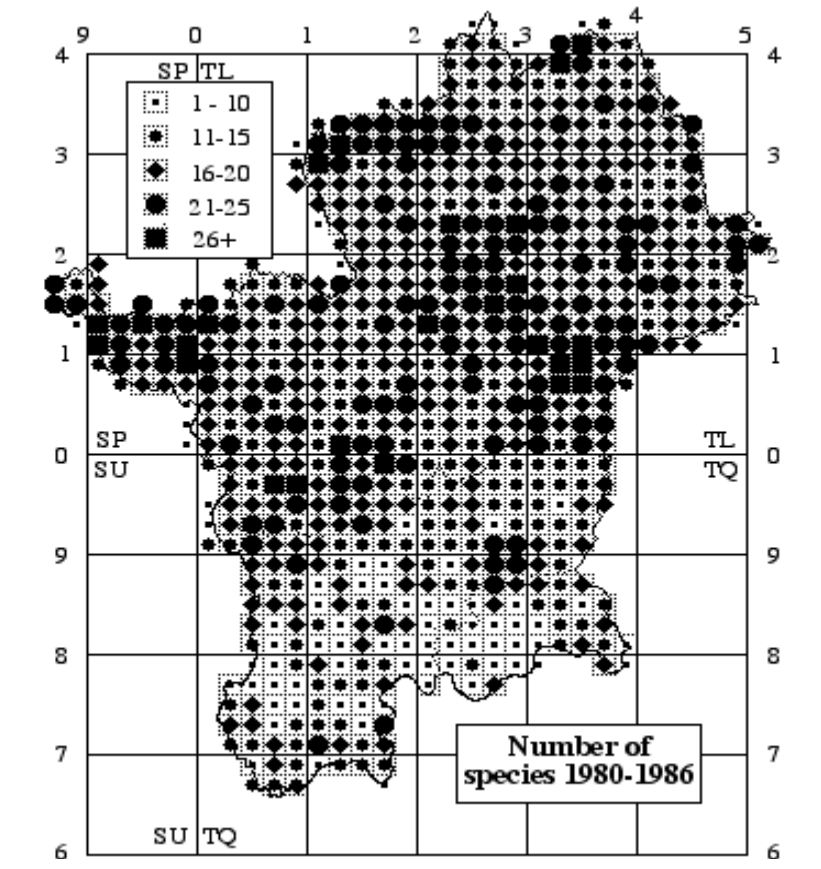 9 0 1 2 3 4 5
4 4
SP TL
1 - 10
11-15
16-20
21-25
26+
3 3
2 2
1 1
SP TL
0 0
SU TQ
9 9
8 8
Number of
species 1980-1986
7 7
SU TQ
6 6